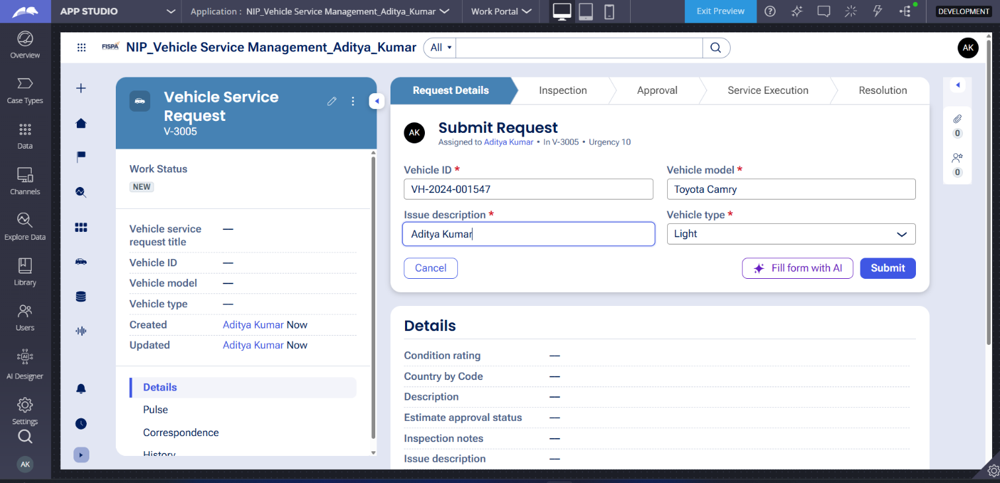 APP STUDIO
Application : NIP_Vehicle Service Management_Aditya_Kumar
Work Portal
Exit Preview
DEVELOPMENT
Overview
Case Types
Data
Channels
Explore Data
Library
Users
AI
AI Designer
Settings
AK
FISPA
NIP_Vehicle Service Management_Aditya_Kumar
All
AK
Vehicle Service
Request
V-3005
Work Status
NEW
Vehicle service
request title —
Vehicle ID —
Vehicle model —
Vehicle type —
Created Aditya Kumar Now
Updated Aditya Kumar Now
Details
Pulse
Correspondence
History
Request Details
Inspection
Approval
Service Execution
Resolution
AK
Submit Request
Assigned to Aditya Kumar • In V-3005 • Urgency 10
Vehicle ID *
VH-2024-001547
Vehicle model *
Toyota Camry
Issue description *
Aditya Kumar
Vehicle type *
Light
Cancel
Fill form with AI
Submit
Details
Condition rating —
Country by Code —
Description —
Estimate approval status —
Inspection notes —
Issue description —
0
0